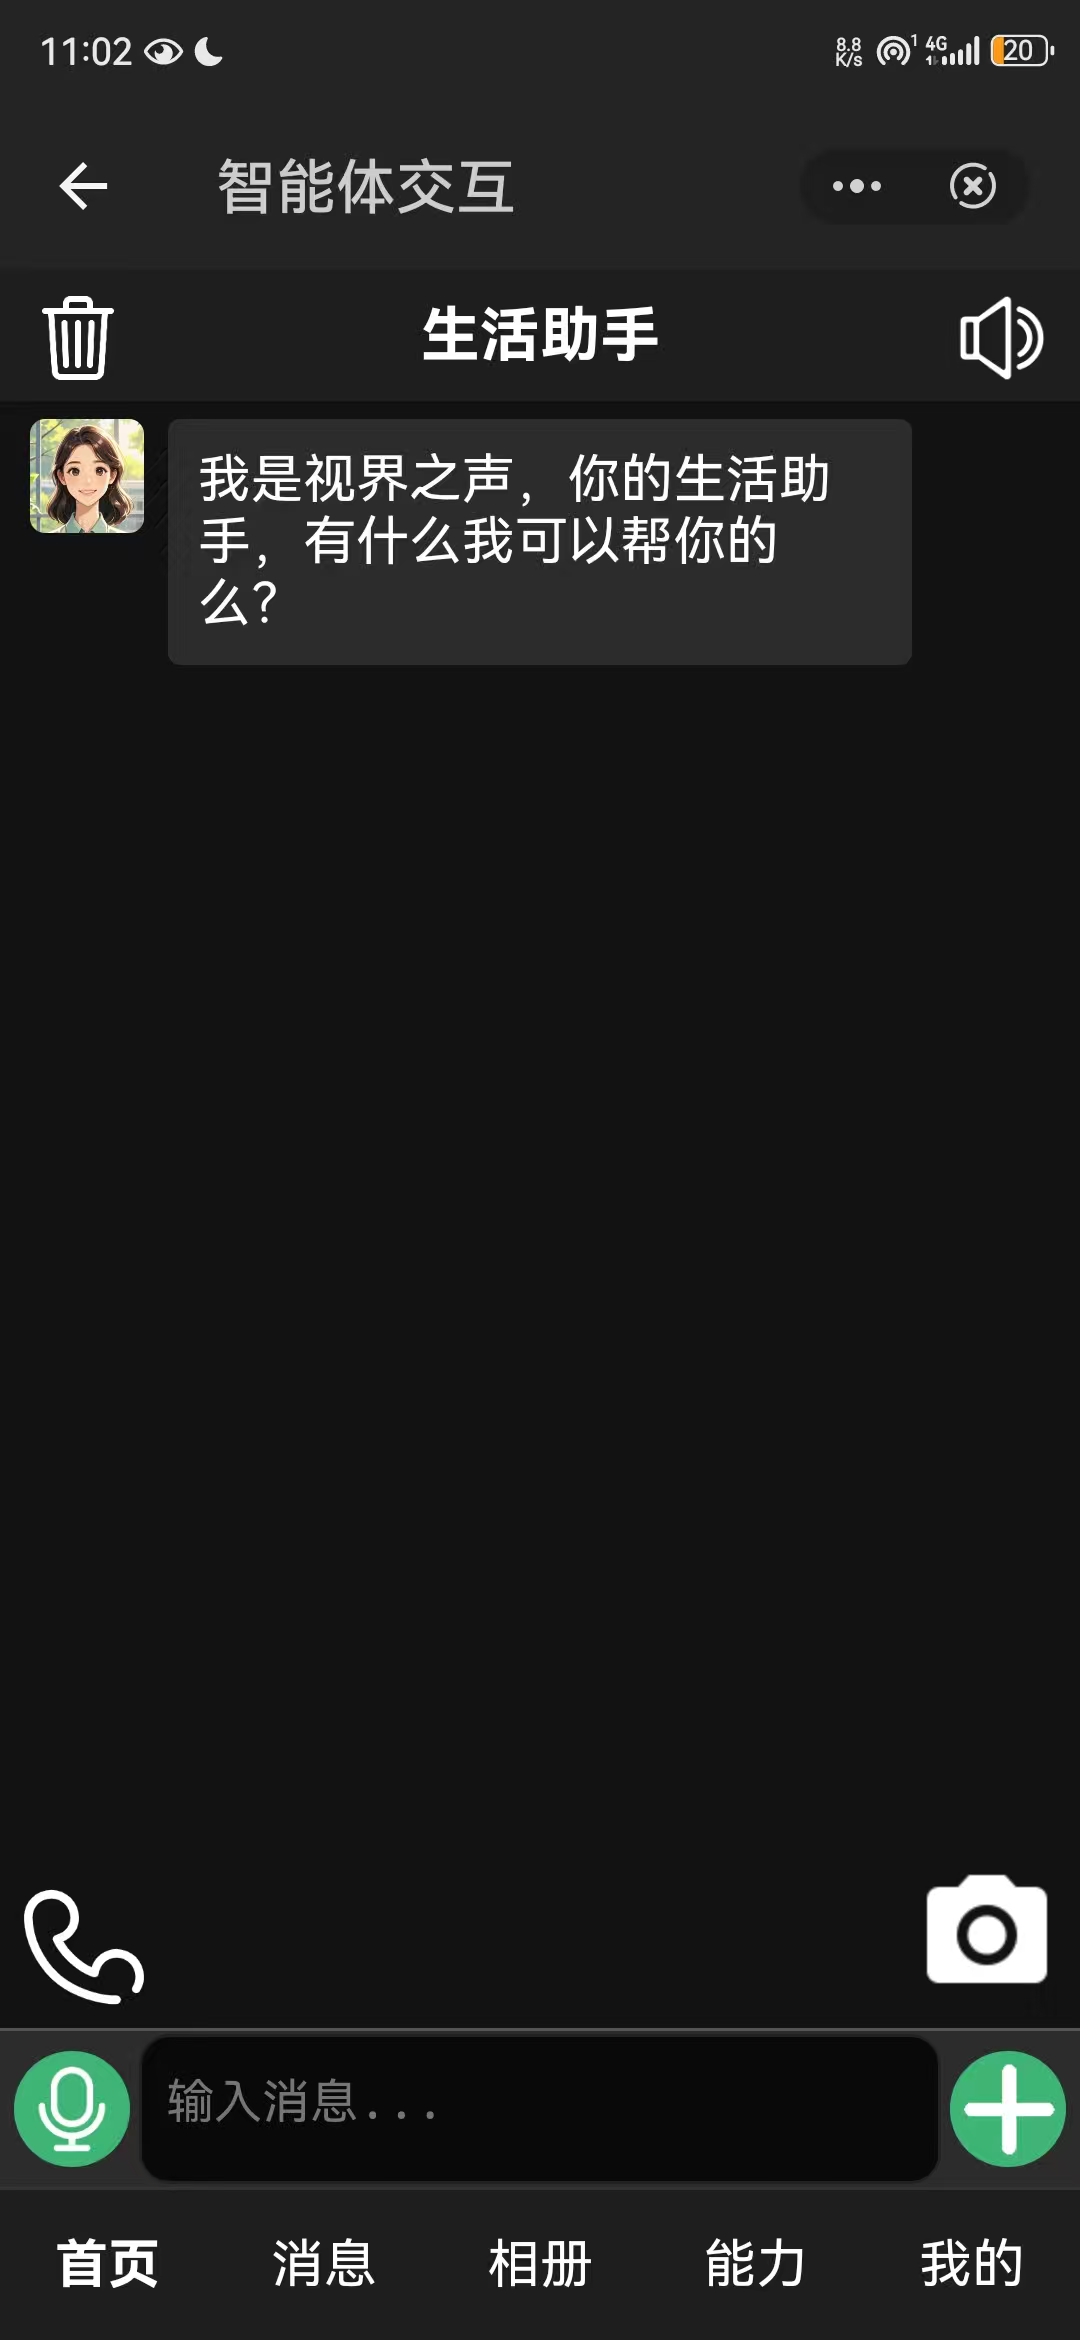 11:02
8.8 K/s
1
4G
20
智能体交互
生活助手
我是视界之声，你的生活助
手，有什么我可以帮你的
么？
输入消息...
首页 消息 相册 能力 我的